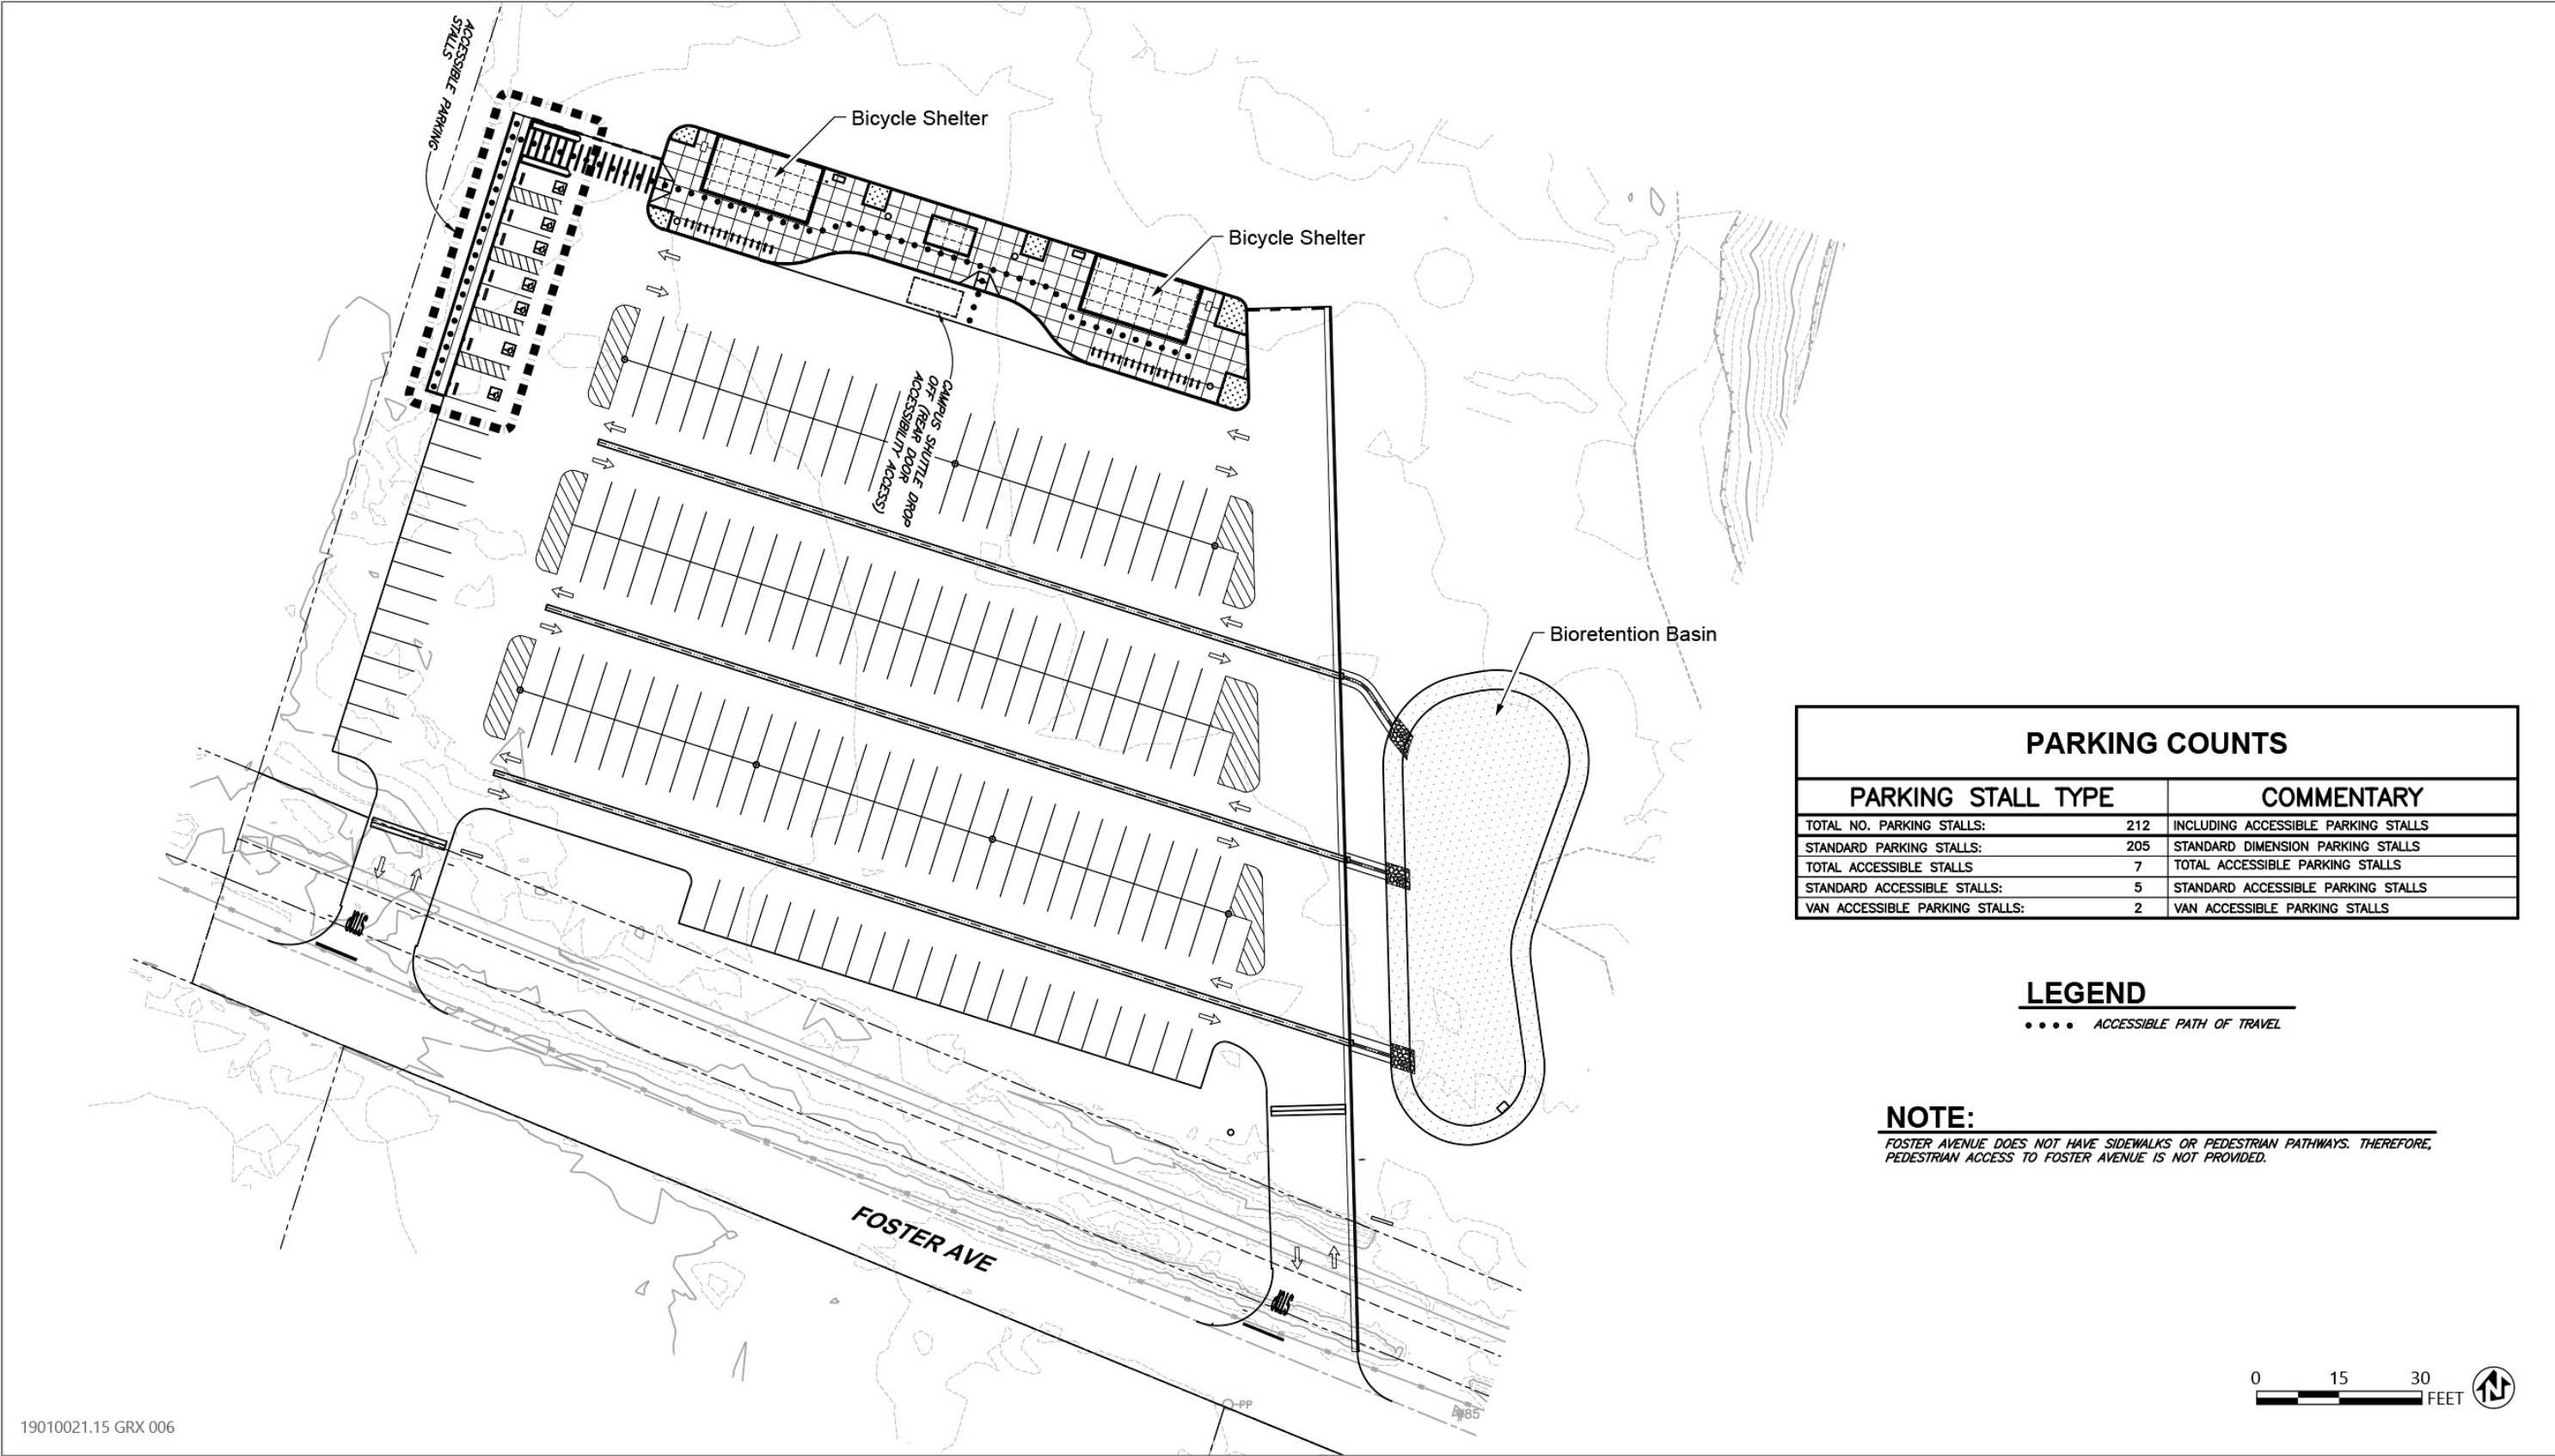 ACCESSIBLE PARKING
STALLS
Bicycle Shelter
Bicycle Shelter
CAMPUS SHUTTLE DROP
OFF (REAR DOOR
ACCESSIBILITY ACCESS)
Bioretention Basin
PARKING COUNTS
PARKING STALL TYPE COMMENTARY
TOTAL NO. PARKING STALLS: 212 INCLUDING ACCESSIBLE PARKING STALLS
STANDARD PARKING STALLS: 205 STANDARD DIMENSION PARKING STALLS
TOTAL ACCESSIBLE STALLS 7 TOTAL ACCESSIBLE PARKING STALLS
STANDARD ACCESSIBLE STALLS: 5 STANDARD ACCESSIBLE PARKING STALLS
VAN ACCESSIBLE PARKING STALLS: 2 VAN ACCESSIBLE PARKING STALLS
LEGEND
ACCESSIBLE PATH OF TRAVEL
NOTE:
FOSTER AVENUE DOES NOT HAVE SIDEWALKS OR PEDESTRIAN PATHWAYS. THEREFORE,
PEDESTRIAN ACCESS TO FOSTER AVENUE IS NOT PROVIDED.
STOP
FOSTER AVE
STOP
PP
0 15 30
FEET
N
19010021.15 GRX 006